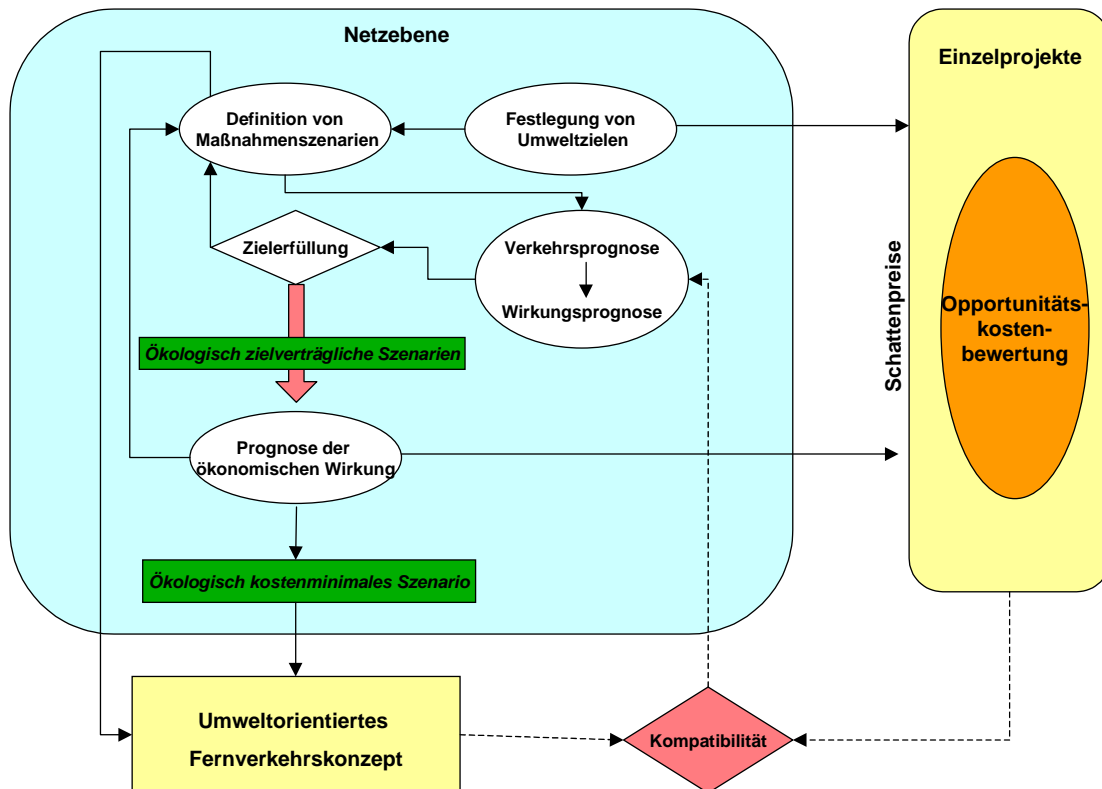 Netzebene
Einzelprojekte
Definition von
Maßnahmenszenarien
Festlegung von
Umweltzielen
Zielerfüllung
Verkehrsprognose
Wirkungsprognose
Schattenpreise
Opportunitäts-
kosten-
bewertung
Ökologisch zielverträgliche Szenarien
Prognose der
ökonomischen Wirkung
Ökologisch kostenminimales Szenario
Umweltorientiertes
Fernverkehrskonzept
Kompatibilität